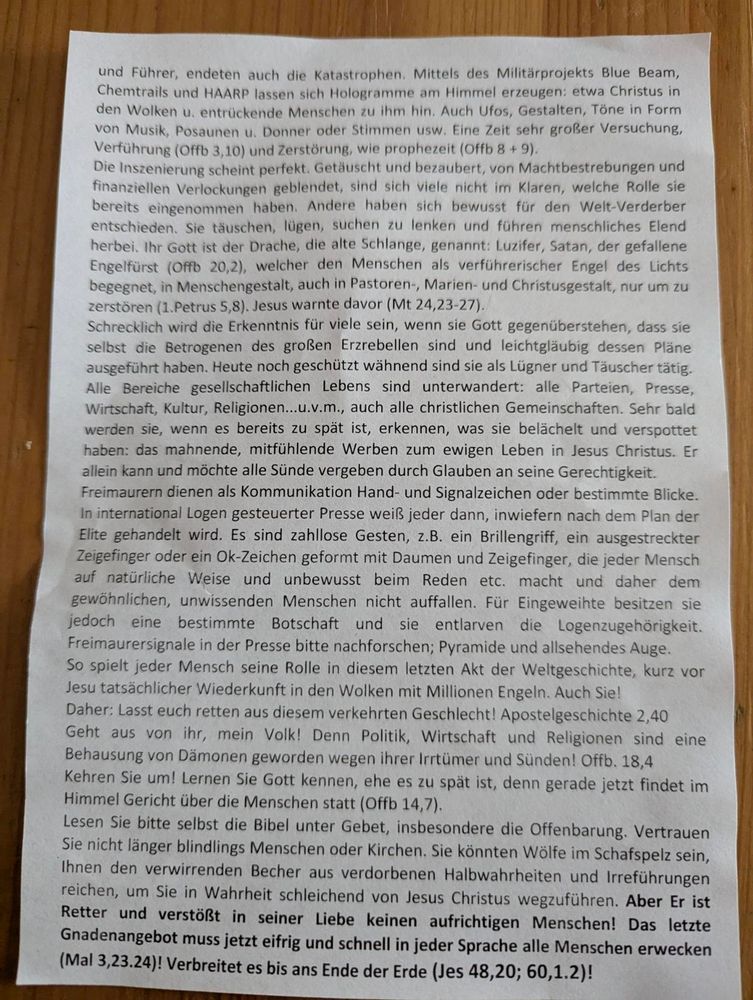 und Führer, endeten auch die Katastrophen. Mittels des Militärprojekts Blue Beam,
Chemtrails und HAARP lassen sich Hologramme am Himmel erzeugen: etwa Christus in
den Wolken u. entrückende Menschen zu ihm hin. Auch Ufos, Gestalten, Töne in Form
von Musik, Posaunen u. Donner oder Stimmen usw. Eine Zeit sehr großer Versuchung,
Verführung (Offb 3,10) und Zerstörung, wie prophezeit (Offb 8 + 9).
Die Inszenierung scheint perfekt. Getäuscht und bezaubert, von Machtbestrebungen und
finanziellen Verlockungen geblendet, sind sich viele nicht im Klaren, welche Rolle sie
bereits eingenommen haben. Andere haben sich bewusst für den Welt-Verderber
entschieden. Sie täuschen, lügen, suchen zu lenken und führen menschliches Elend
herbei. Ihr Gott ist der Drache, die alte Schlange, genannt: Luzifer, Satan, der gefallene
Engelfürst (Offb 20,2), welcher den Menschen als verführerischer Engel des Lichts
begegnet, in Menschengestalt, auch in Pastoren-, Marien- und Christusgestalt, nur um zu
zerstören (1.Petrus 5,8). Jesus warnte davor (Mt 24,23-27).
Schrecklich wird die Erkenntnis für viele sein, wenn sie Gott gegenüberstehen, dass sie
selbst die Betrogenen des großen Erzrebellen sind und leichtgläubig dessen Pläne
ausgeführt haben. Heute noch geschützt wähnend sind sie als Lügner und Täuscher tätig.
Alle Bereiche gesellschaftlichen Lebens sind unterwandert: alle Parteien, Presse,
Wirtschaft, Kultur, Religionen...u.v.m., auch alle christlichen Gemeinschaften. Sehr bald
werden sie, wenn es bereits zu spät ist, erkennen, was sie belächelt und verspottet
haben: das mahnende, mitfühlende Werben zum ewigen Leben in Jesus Christus. Er
allein kann und möchte alle Sünde vergeben durch Glauben an seine Gerechtigkeit.
Freimaurern dienen als Kommunikation Hand- und Signalzeichen oder bestimmte Blicke.
In international Logen gesteuerter Presse weiß jeder dann, inwiefern nach dem Plan der
Elite gehandelt wird. Es sind zahllose Gesten, z.B. ein Brillengriff, ein ausgestreckter
Zeigefinger oder ein Ok-Zeichen geformt mit Daumen und Zeigefinger, die jeder Mensch
auf natürliche Weise und unbewusst beim Reden etc. macht und daher dem
gewöhnlichen, unwissenden Menschen nicht auffallen. Für Eingeweihte besitzen sie
jedoch eine bestimmte Botschaft und sie entlarven die Logenzugehörigkeit.
Freimaurersignale in der Presse bitte nachforschen; Pyramide und allsehendes Auge.
So spielt jeder Mensch seine Rolle in diesem letzten Akt der Weltgeschichte, kurz vor
Jesu tatsächlicher Wiederkunft in den Wolken mit Millionen Engeln. Auch Sie!
Daher: Lasst euch retten aus diesem verkehrten Geschlecht! Apostelgeschichte 2,40
Geht aus von ihr, mein Volk! Denn Politik, Wirtschaft und Religionen sind eine
Behausung von Dämonen geworden wegen ihrer Irrtümer und Sünden! Offb. 18,4
Kehren Sie um! Lernen Sie Gott kennen, ehe es zu spät ist, denn gerade jetzt findet im
Himmel Gericht über die Menschen statt (Offb 14,7).
Lesen Sie bitte selbst die Bibel unter Gebet, insbesondere die Offenbarung. Vertrauen
Sie nicht länger blindlings Menschen oder Kirchen. Sie könnten Wölfe im Schafspelz sein,
Ihnen den verwirrenden Becher aus verdorbenen Halbwahrheiten und Irreführungen
reichen, um Sie in Wahrheit schleichend von Jesus Christus wegzuführen. Aber Er ist
Retter und verstößt in seiner Liebe keinen aufrichtigen Menschen! Das letzte
Gnadenangebot muss jetzt eifrig und schnell in jeder Sprache alle Menschen erwecken
(Mal 3,23.24)! Verbreitet es bis ans Ende der Erde (Jes 48,20; 60,1.2)!